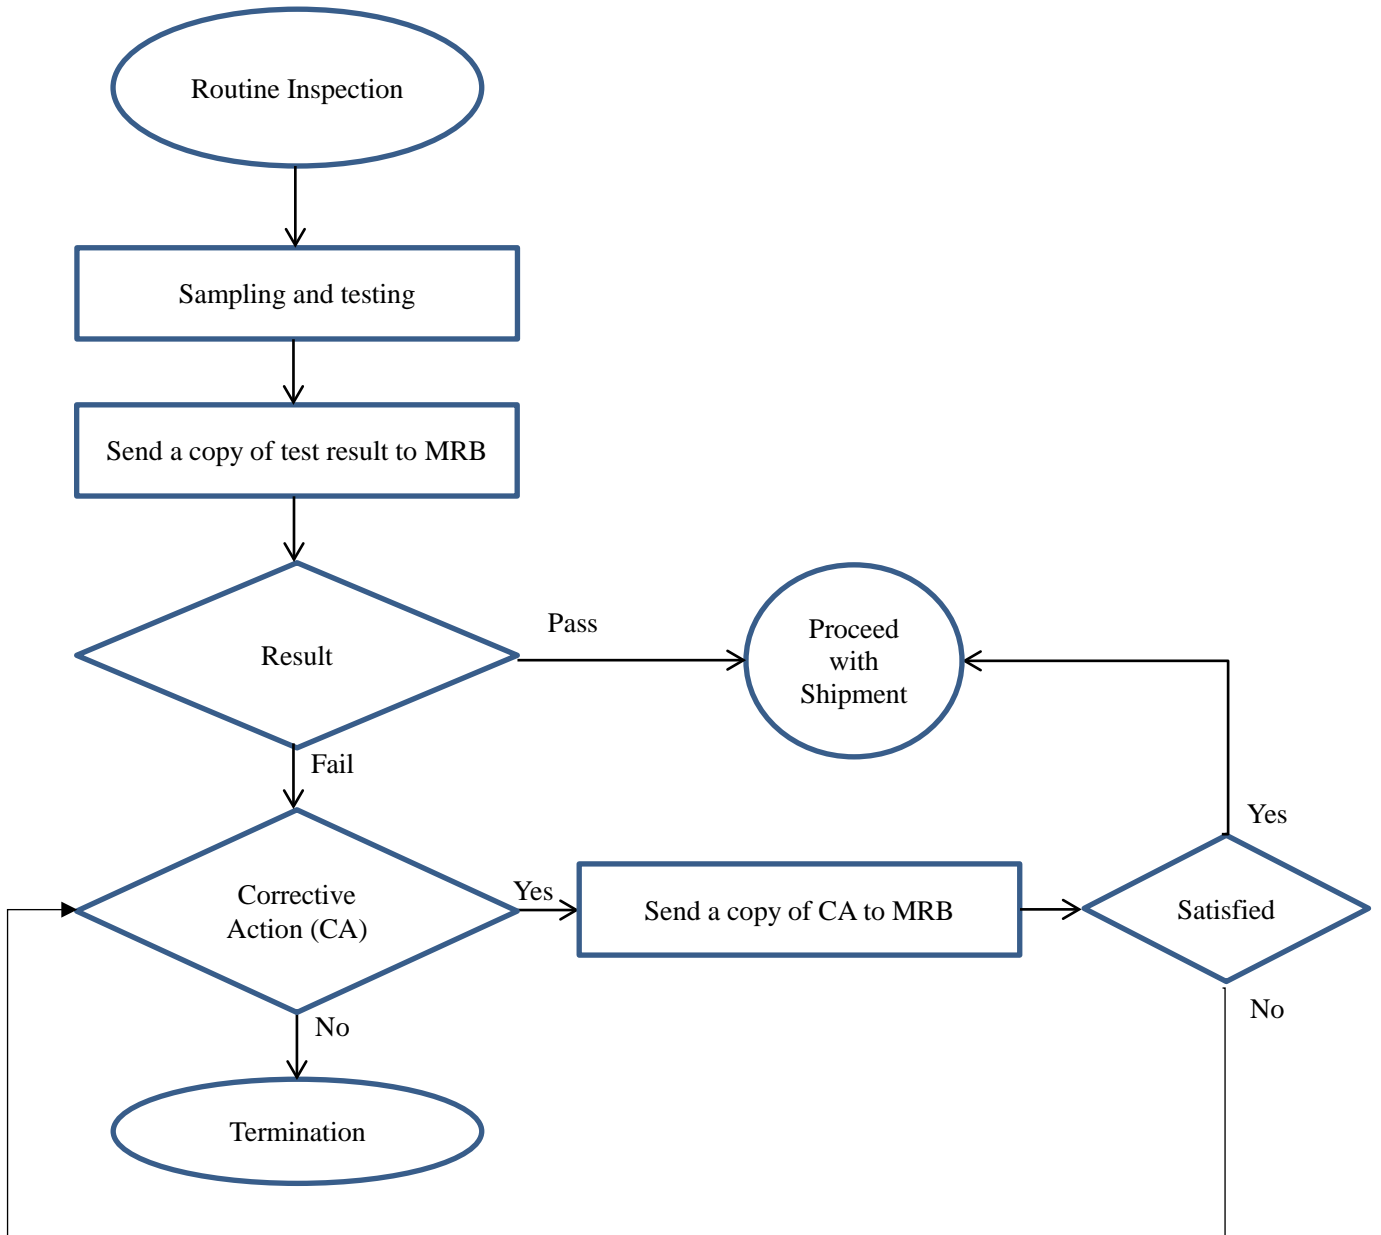 Routine Inspection
Sampling and testing
Send a copy of test result to MRB
Result
Pass
Proceed
with
Shipment
Fail
Corrective
Action (CA)
Yes
Send a copy of CA to MRB
Satisfied
Yes
No
No
Termination